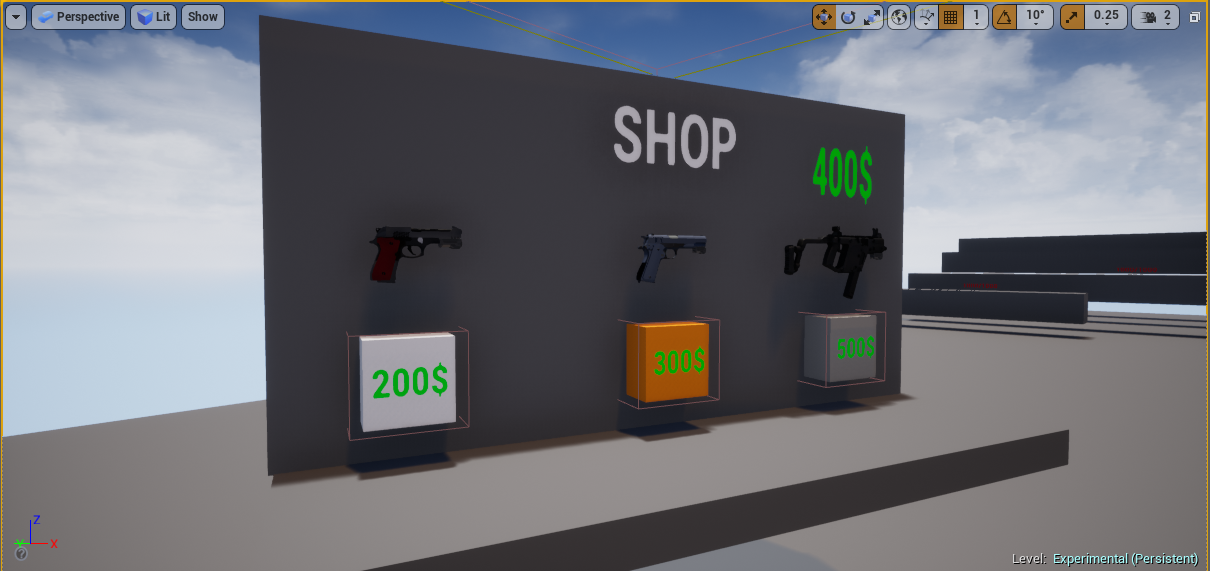 Perspective
Lit
Show
1
10°
0.25
2
SHOP
400$
200$
300$
500$
Level: Experimental (Persistent)
Z
Y
X
?